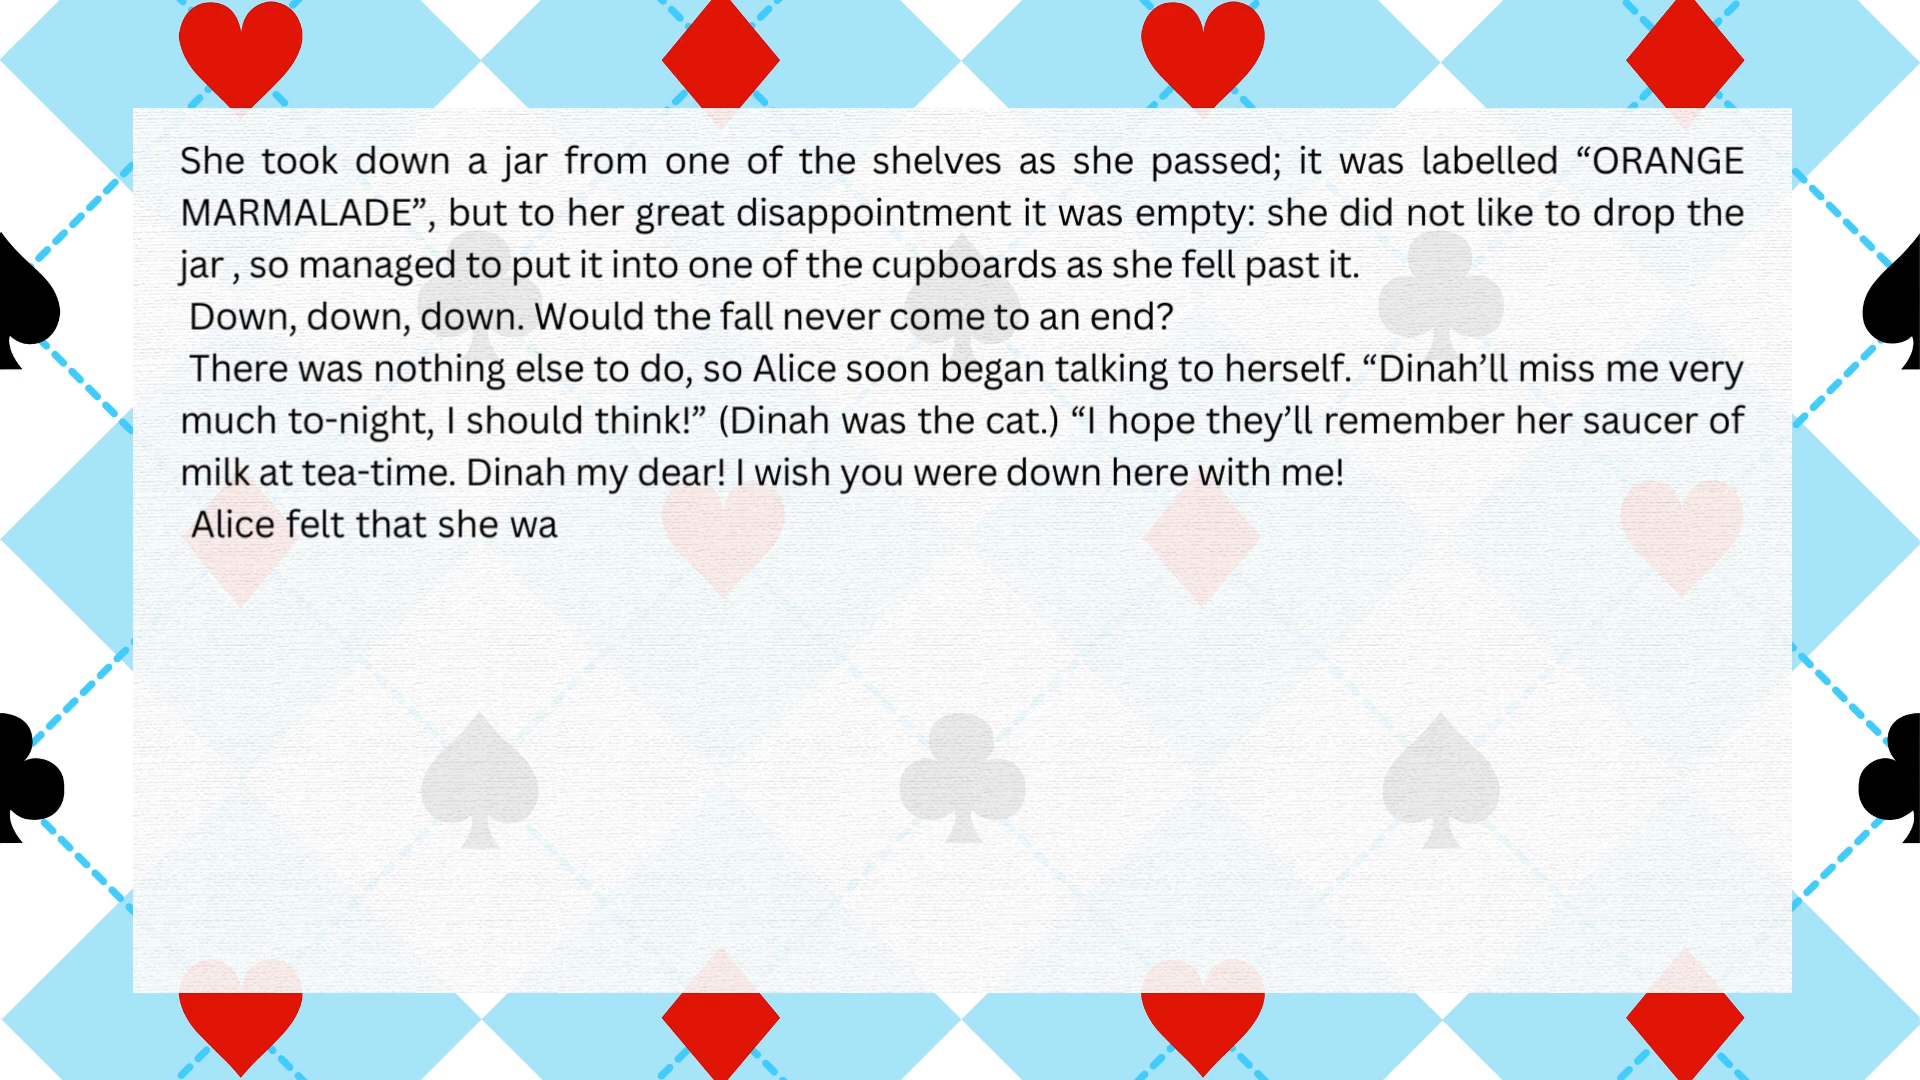 She took down a jar from one of the shelves as she passed; it was labelled “ORANGE
MARMALADE”, but to her great disappointment it was empty: she did not like to drop the
jar , so managed to put it into one of the cupboards as she fell past it.
Down, down, down. Would the fall never come to an end?
There was nothing else to do, so Alice soon began talking to herself. “Dinah’ll miss me very
much to-night, I should think!” (Dinah was the cat.) “I hope they’ll remember her saucer of
milk at tea-time. Dinah my dear! I wish you were down here with me!
Alice felt that she wa